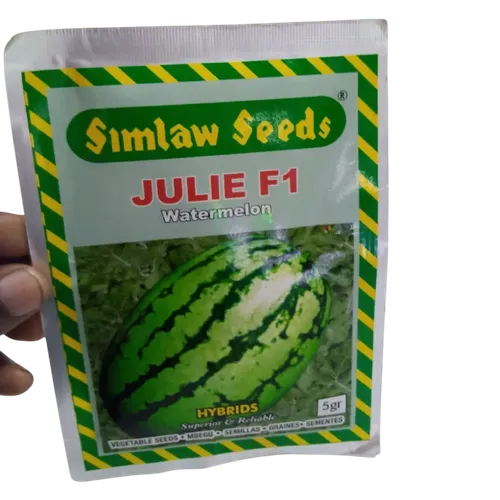 Simlaw Seeds ®
JULIE F1
Watermelon
HYBRIDS
Superior & Reliable
5gr
VEGETABLE SEEDS • MBEGU • SEMILLAS • GRAINES • SEMENTES